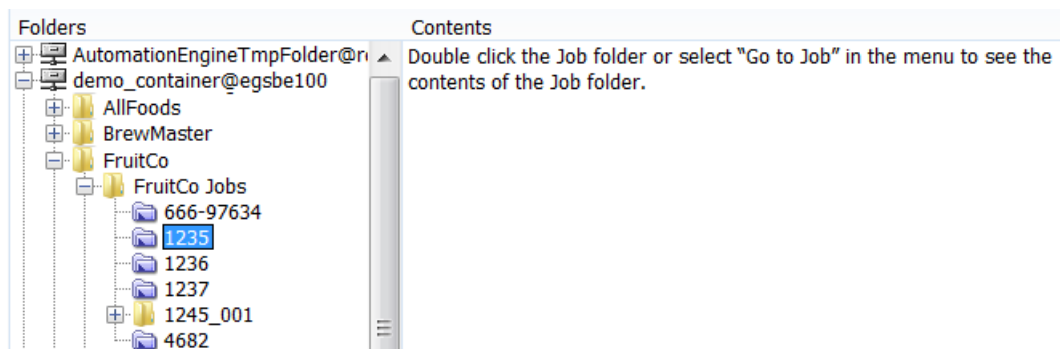 Folders
Contents
AutomationEngineTmpFolder@r
demo_container@egsbe100
AllFoods
BrewMaster
FruitCo
FruitCo Jobs
666-97634
1235
1236
1237
1245_001
4682
Double click the Job folder or select “Go to Job” in the menu to see the
contents of the Job folder.